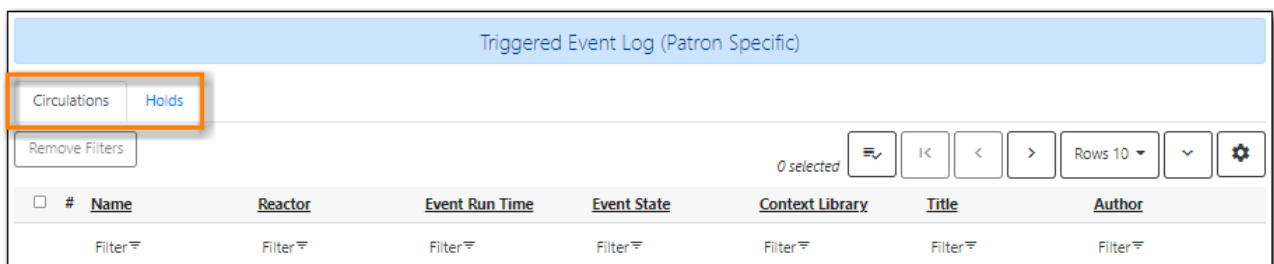 Triggered Event Log (Patron Specific)
Circulations Holds
Remove Filters
0 selected Rows 10
# Name Reactor Event Run Time Event State Context Library Title Author
Filter Filter Filter Filter Filter Filter Filter